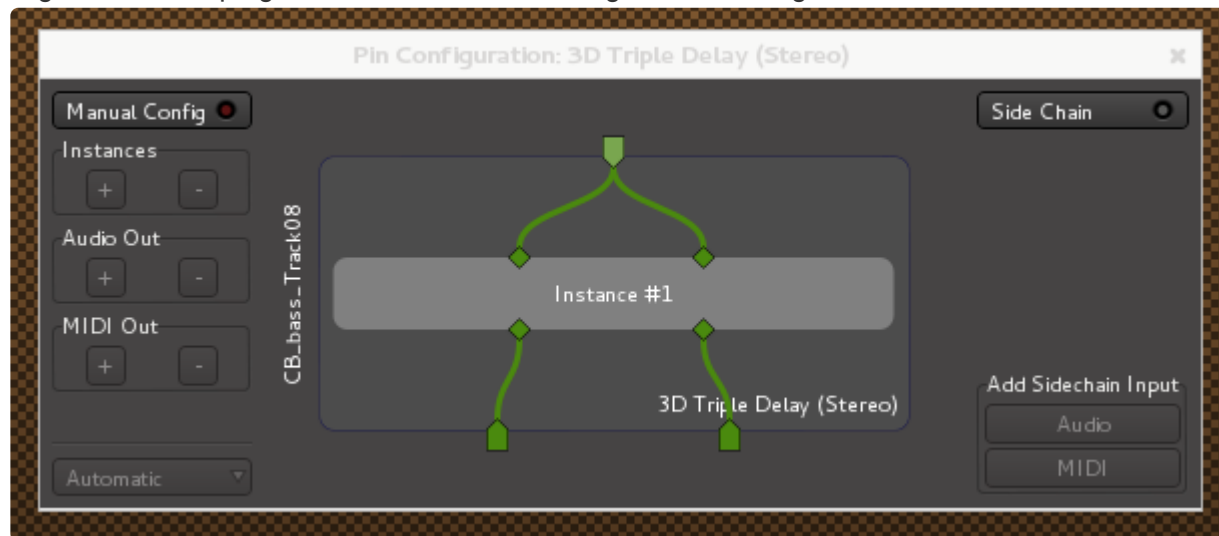 Pin Configuration: 3D Triple Delay (Stereo)
Manual Config
Side Chain
Instances
+ -
Audio Out
+ -
MIDI Out
+ -
Automatic
CB_bass_Track08
Instance #1
3D Triple Delay (Stereo)
Add Sidechain Input
Audio
MIDI